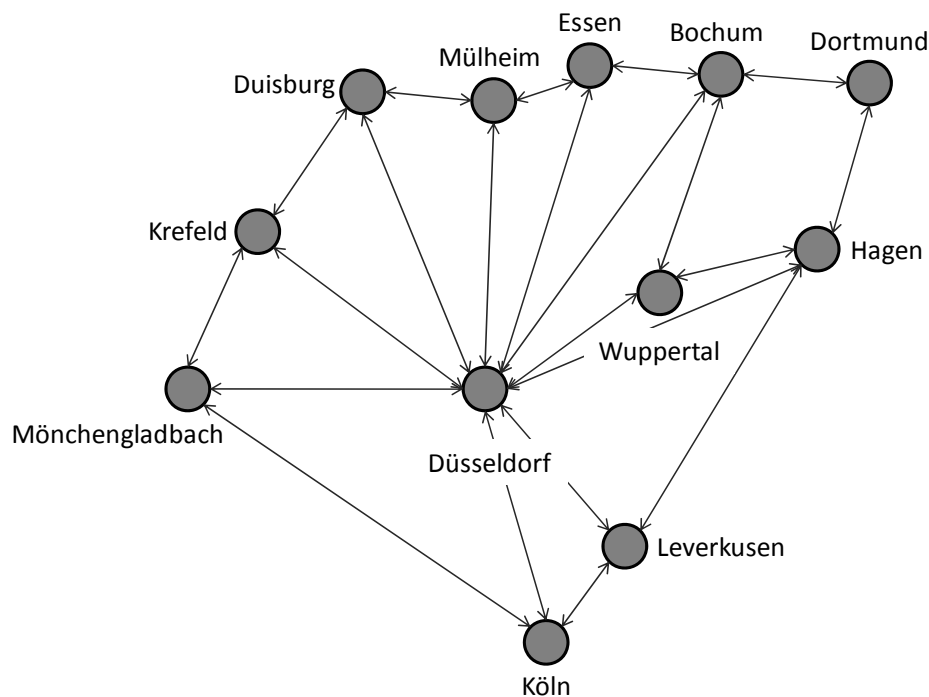 Essen
Bochum
Dortmund
Mülheim
Duisburg
Krefeld
Hagen
Wuppertal
Mönchengladbach
Düsseldorf
Leverkusen
Köln